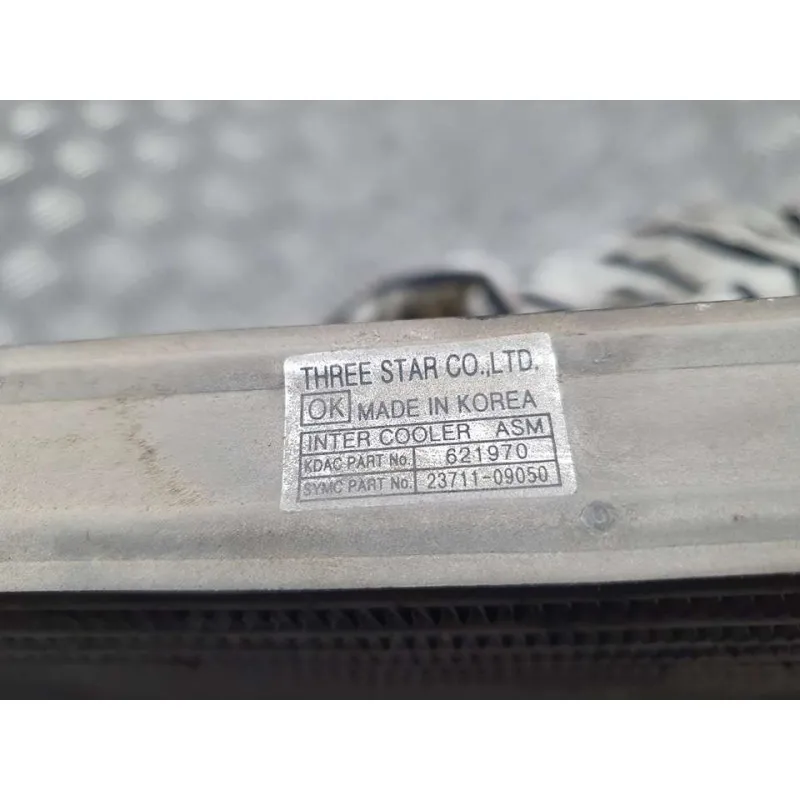 THREE STAR CO.,LTD.
OK MADE IN KOREA
INTER COOLER ASM
KDAC PART No. 621970
SYMC PART No. 23711-09050